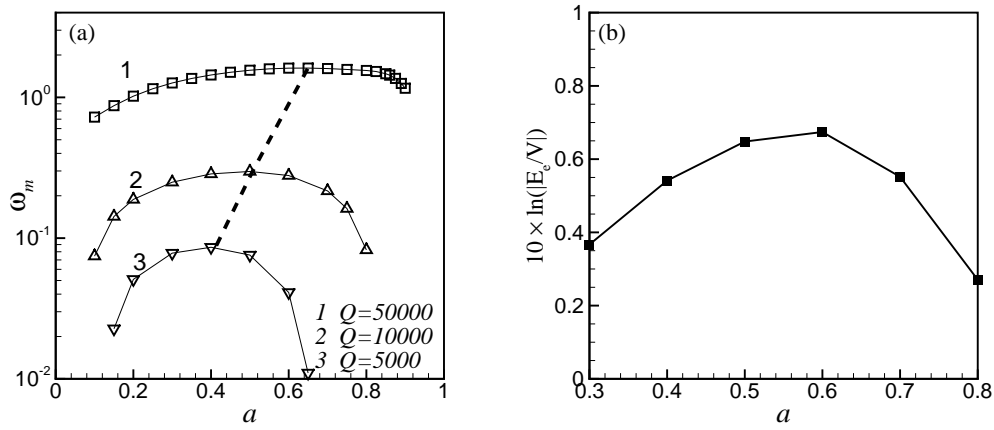 (a)
10^0
10^-1
10^-2
ω_m
1
2
3
1 Q=50000
2 Q=10000
3 Q=5000
0 0.2 0.4 0.6 0.8 1
a
(b)
1
0.8
0.6
0.4
0.2
0
10 × ln(|E_e/V|)
0.3 0.4 0.5 0.6 0.7 0.8
a